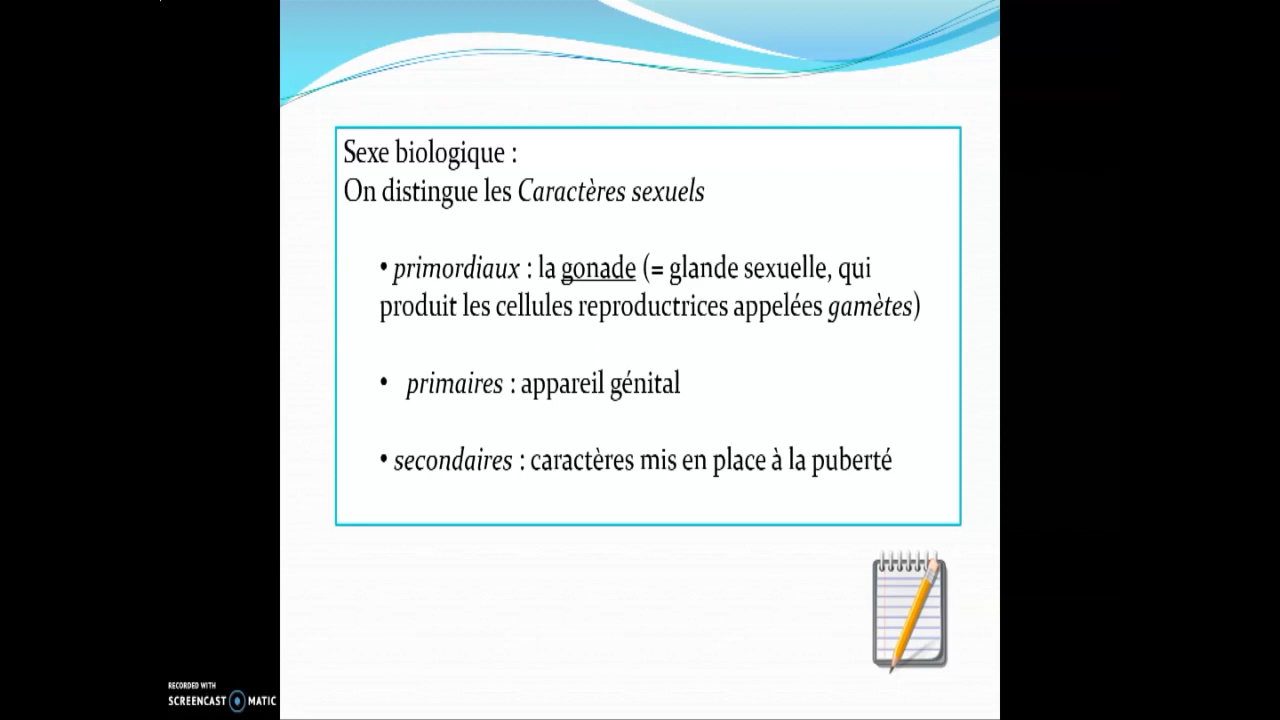 Sexe biologique :
On distingue les Caractères sexuels
• primordiaux : la gonade (= glande sexuelle, qui
produit les cellules reproductrices appelées gamètes)
• primaires : appareil génital
• secondaires : caractères mis en place à la puberté
RECORDED WITH
SCREENCAST MATIC